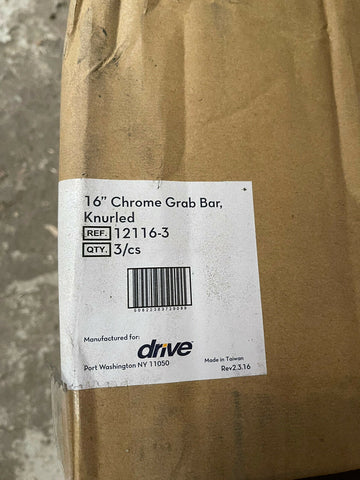 16” Chrome Grab Bar,
Knurled
REF. 12116-3
QTY. 3/cs
Manufactured for:
drive
Port Washington NY 11050
Made in Taiwan
Rev2.3.16